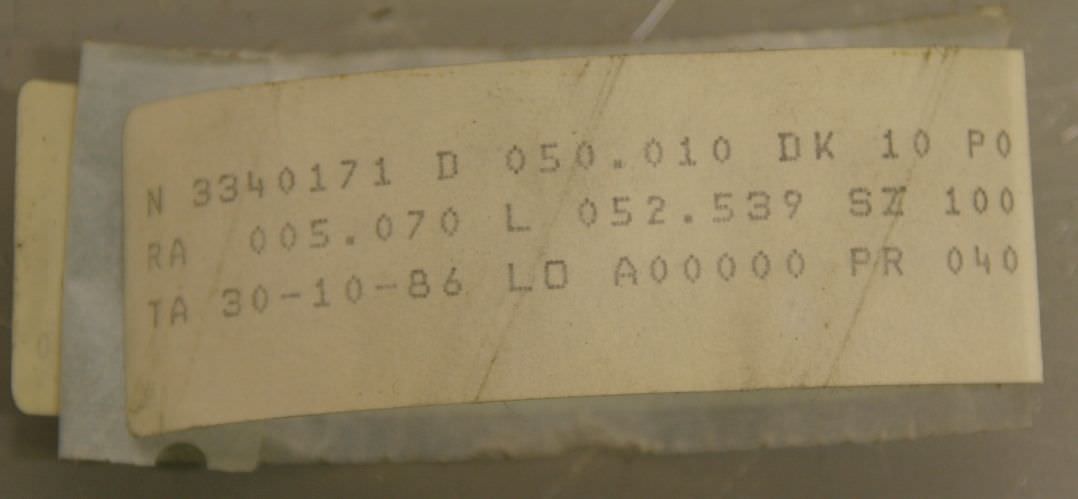 N 3340171 D 050.010 DK 10 P0
RA 005.070 L 052.539 SZ 100
TA 30-10-86 LO A00000 PR 040